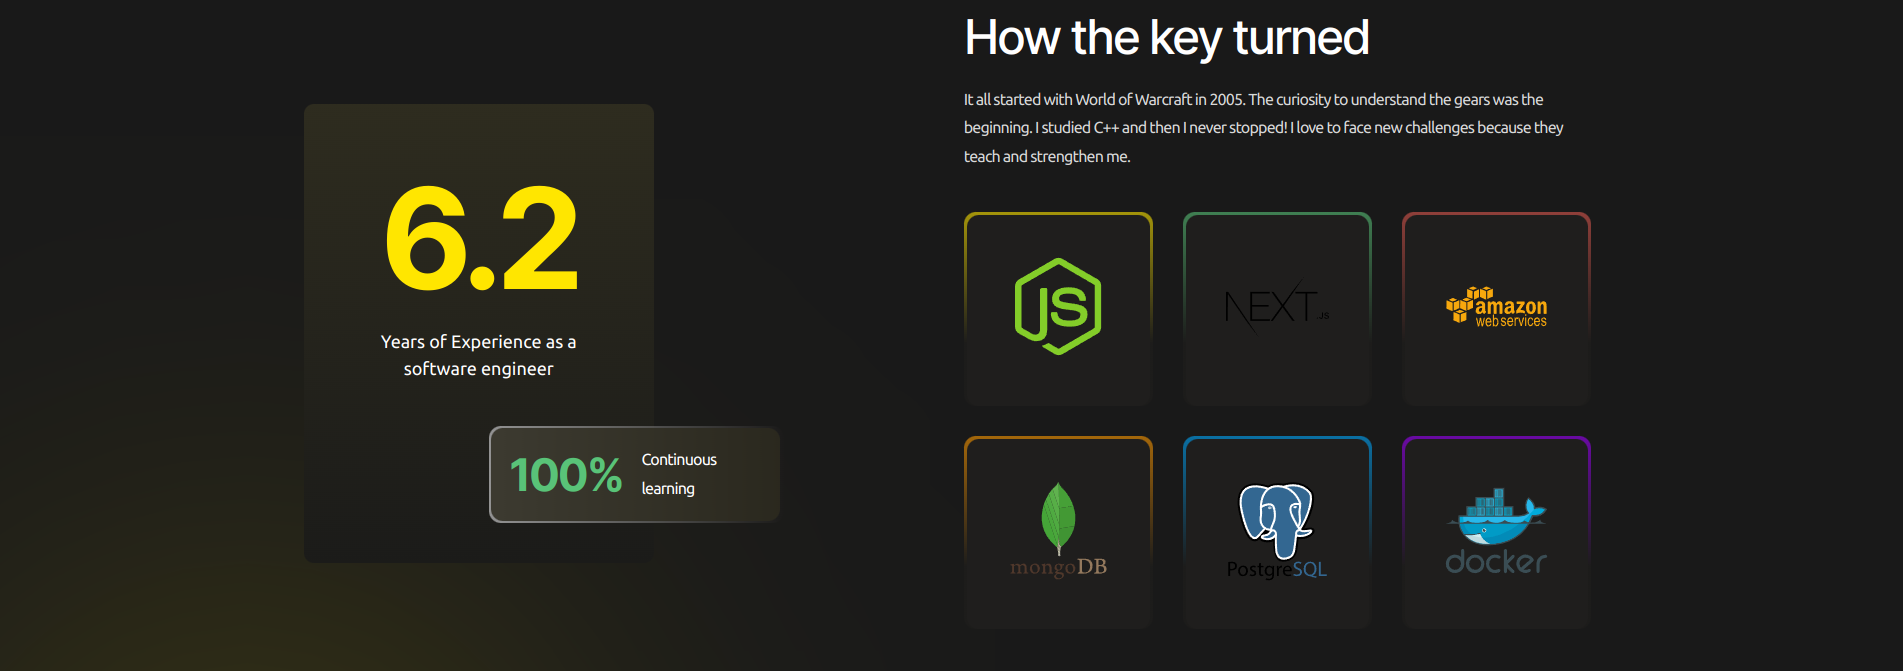 How the key turned
It all started with World of Warcraft in 2005. The curiosity to understand the gears was the
beginning. I studied C++ and then I never stopped! I love to face new challenges because they
teach and strengthen me.
6.2
Years of Experience as a
software engineer
100%
Continuous
learning
JS
NEXT.JS
amazon
web services
mongoDB
PostgreSQL
docker